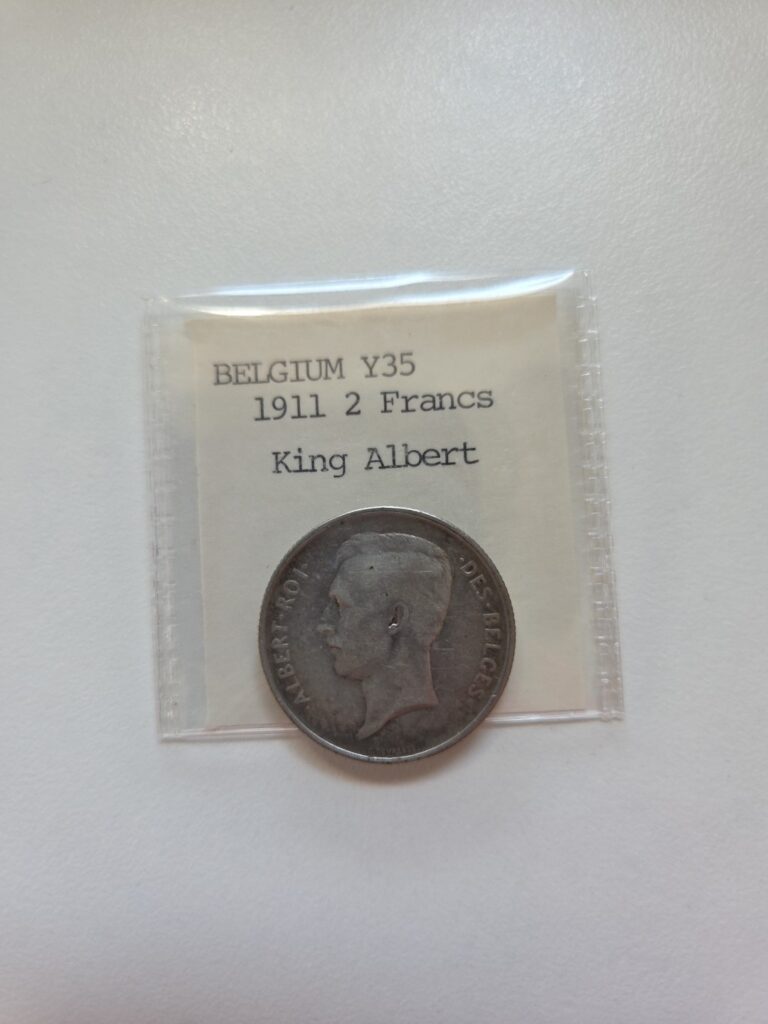 BELGIUM Y35
1911 2 Francs
King Albert
ALBERT·ROI· ·DES·BELGES·